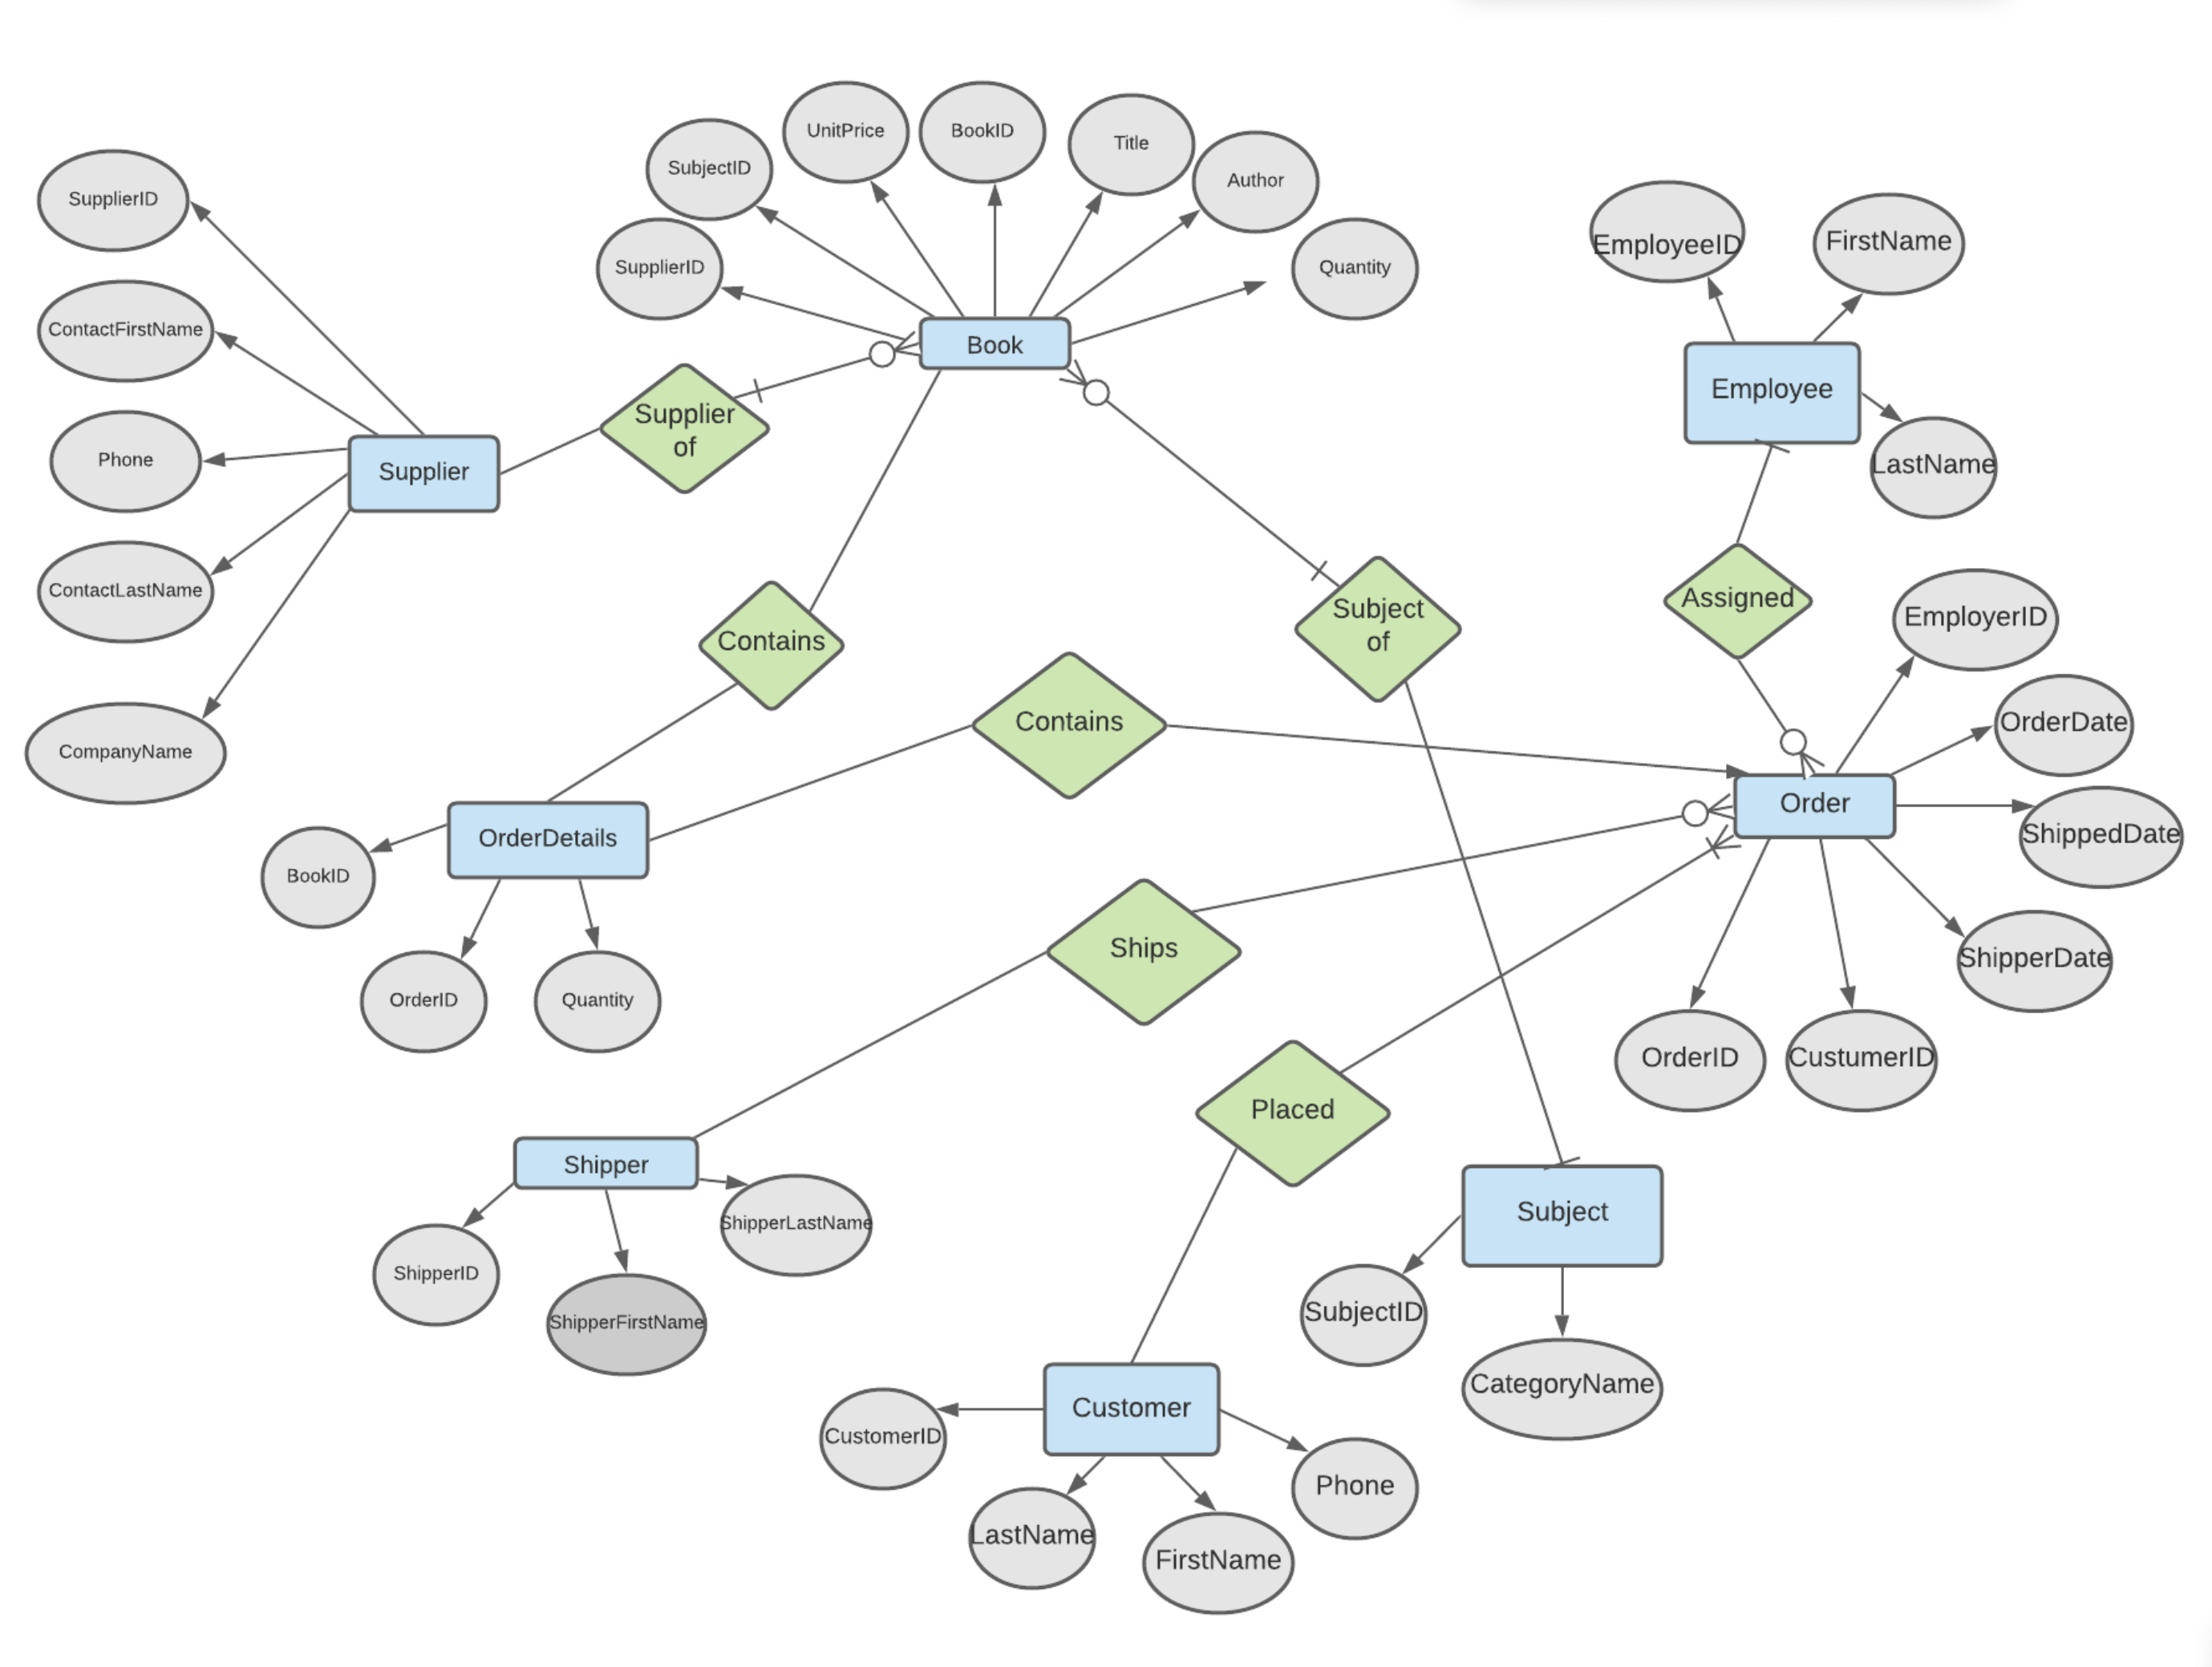 UnitPrice
BookID
Title
SubjectID
Author
SupplierID
SupplierID
Quantity
EmployeeID
FirstName
ContactFirstName
Book
Employee
Supplier
of
Phone
Supplier
LastName
ContactLastName
Assigned
Subject
of
EmployerID
Contains
Contains
OrderDate
CompanyName
Order
ShippedDate
OrderDetails
BookID
Ships
ShipperDate
OrderID
Quantity
OrderID
CustumerID
Placed
Shipper
ShipperLastName
Subject
ShipperID
ShipperFirstName
SubjectID
CategoryName
Customer
CustomerID
Phone
LastName
FirstName